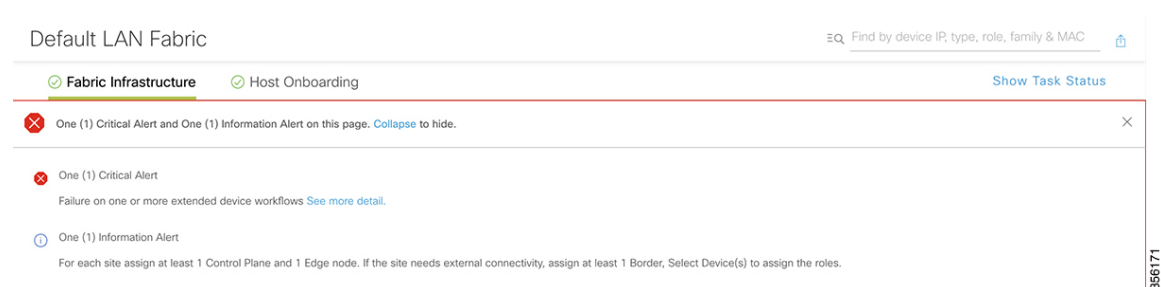 Default LAN Fabric
Find by device IP, type, role, family & MAC
Fabric Infrastructure
Host Onboarding
Show Task Status
One (1) Critical Alert and One (1) Information Alert on this page. Collapse to hide.
One (1) Critical Alert
Failure on one or more extended device workflows See more detail.
One (1) Information Alert
For each site assign at least 1 Control Plane and 1 Edge node. If the site needs external connectivity, assign at least 1 Border, Select Device(s) to assign the roles.